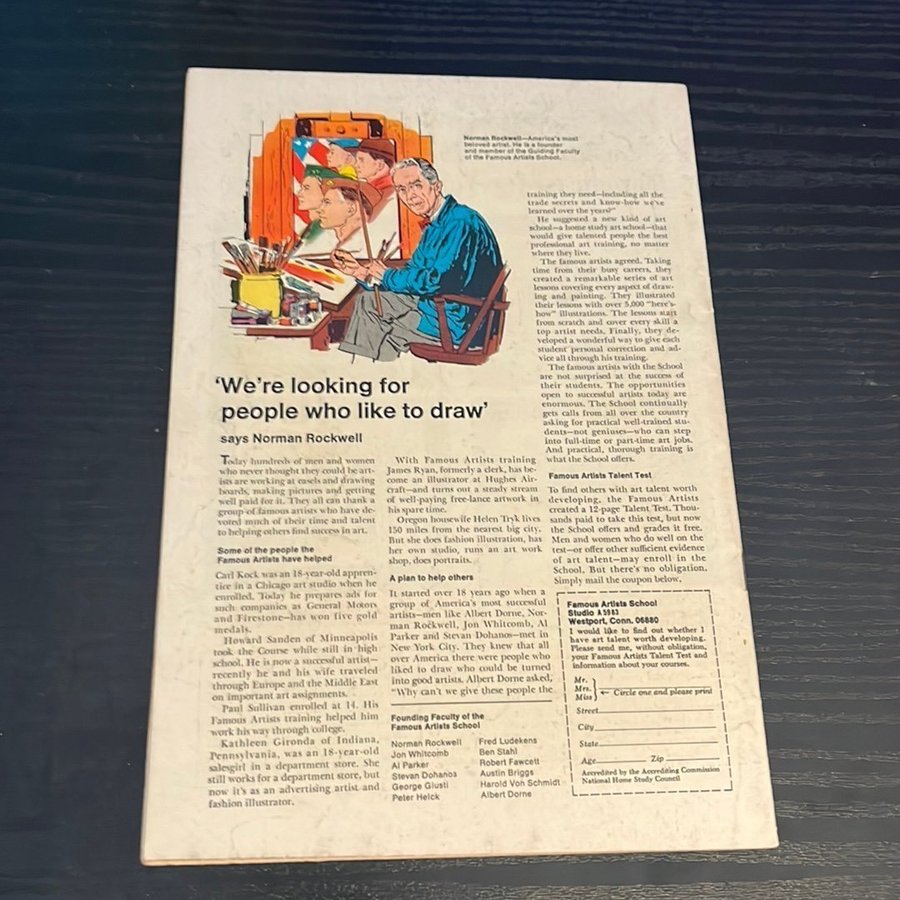 Norman Rockwell—America's most
beloved artist. He is a founder
and member of the Guiding Faculty
of the Famous Artists School.
'We're looking for
people who like to draw'
says Norman Rockwell
Today hundreds of men and women
who never thought they could be art-
ists are working at easels and drawing
boards, making pictures and getting
well paid for it. They all can thank a
group of famous artists who have de-
voted much of their time and talent
to helping others find success in art.
Some of the people the
Famous Artists have helped
Carl Kock was an 18-year-old appren-
tice in a Chicago art studio when he
enrolled. Today he prepares ads for
such companies as General Motors
and Firestone—has won five gold
medals.
Howard Sanden of Minneapolis
took the Course while still in high
school. He is now a successful artist—
recently he and his wife traveled
through Europe and the Middle East
on important art assignments.
Paul Sullivan enrolled at 14. His
Famous Artists training helped him
work his way through college.
Kathleen Gironda of Indiana,
Pennsylvania, was an 18-year-old
salesgirl in a department store. She
still works for a department store, but
now it's as an advertising artist and
fashion illustrator.
With Famous Artists training
James Ryan, formerly a clerk, has be-
come an illustrator at Hughes Air-
craft—and turns out a steady stream
of well-paying free-lance artwork in
his spare time.
Oregon housewife Helen Tryk lives
150 miles from the nearest big city.
But she does fashion illustration, has
her own studio, runs an art work
shop, does portraits.
A plan to help others
It started over 18 years ago when a
group of America's most successful
artists—men like Albert Dorne, Nor-
man Rockwell, Jon Whitcomb, Al
Parker and Stevan Dohanos—met in
New York City. They knew that all
over America there were people who
liked to draw who could be turned
into good artists. Albert Dorne asked,
"Why can't we give these people the
Founding Faculty of the
Famous Artists School
Norman Rockwell
Jon Whitcomb
Al Parker
Stevan Dohanos
George Giusti
Peter Helck
Fred Ludekens
Ben Stahl
Robert Fawcett
Austin Briggs
Harold Von Schmidt
Albert Dorne
training they need—including all the
trade secrets and know-how we've
learned over the years?"
He suggested a new kind of art
school—a home study art school—that
would give talented people the best
professional art training, no matter
where they live.
The famous artists agreed. Taking
time from their busy careers, they
created a remarkable series of art
lessons covering every aspect of draw-
ing and painting. They illustrated
their lessons with over 5,000 "here's-
how" illustrations. The lessons start
from scratch and cover every skill a
top artist needs. Finally, they de-
veloped a wonderful way to give each
student personal correction and ad-
vice all through his training.
The famous artists with the School
are not surprised at the success of
their students. The opportunities
open to successful artists today are
enormous. The School continually
gets calls from all over the country
asking for practical well-trained stu-
dents—not geniuses—who can step
into full-time or part-time art jobs.
And practical, thorough training is
what the School offers.
Famous Artists Talent Test
To find others with art talent worth
developing, the Famous Artists
created a 12-page Talent Test. Thou-
sands paid to take this test, but now
the School offers and grades it free.
Men and women who do well on the
test—or offer other sufficient evidence
of art talent—may enroll in the
School. But there's no obligation.
Simply mail the coupon below.
Famous Artists School
Studio A5983
Westport, Conn. 06880
I would like to find out whether I
have art talent worth developing.
Please send me, without obligation,
your Famous Artists Talent Test and
information about your courses.
Mr.
Mrs. ← Circle one and please print
Miss
Street
City
State
Age Zip
Accredited by the Accrediting Commission
National Home Study Council